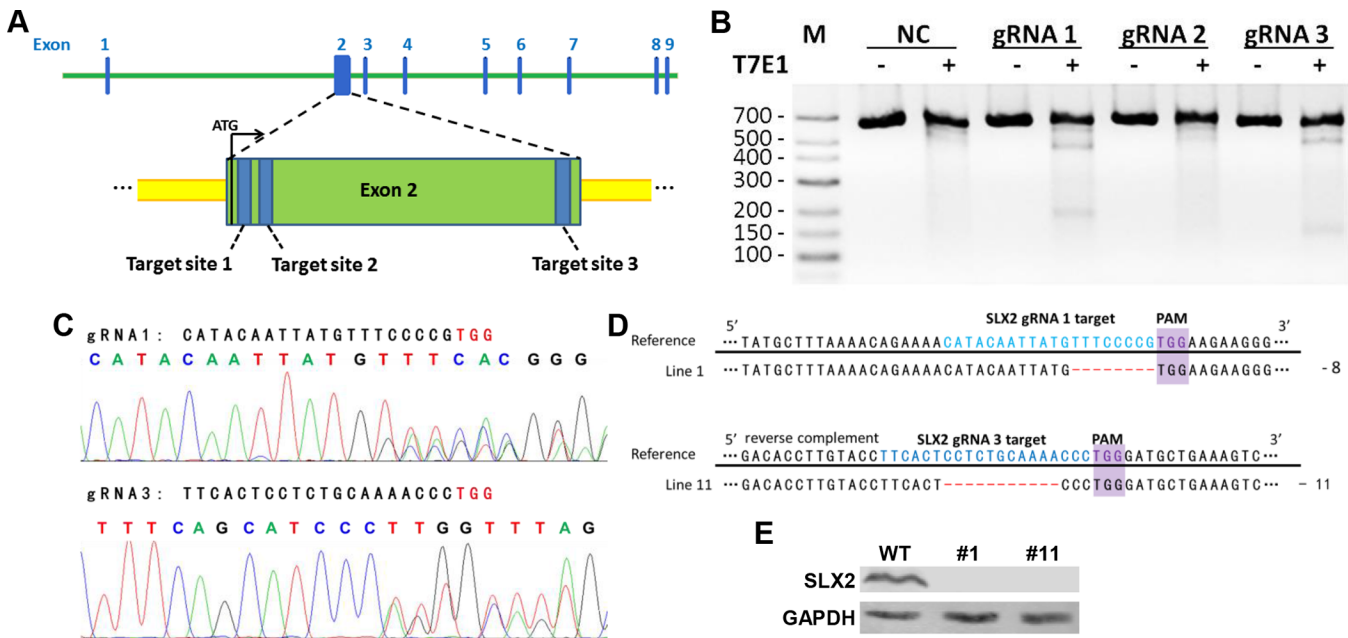 A
Exon 1 2 3 4 5 6 7 8 9
ATG
... Exon 2 ...
Target site 1 Target site 2 Target site 3
B
M NC gRNA 1 gRNA 2 gRNA 3
T7E1 - + - + - + - +
700 -
500 -
400 -
300 -
200 -
150 -
100 -
C
gRNA1: CATACAATTATGTTTCCCCGTGG
CATACAATTATGTTTCACGGG
gRNA3: TTCACTCCTCTGCAAAACCCTGG
TTTCAGCATCCCTTGGTTTAG
D
5’ SLX2 gRNA 1 target PAM 3’
Reference ···TATGCTTTAAAACAGAAAACATACAATTATGTTTCCCCGTGGAAGAAGGG···
Line 1 ···TATGCTTTAAAACAGAAAACATACAATTATG--------TGGAAGAAGGG··· -8
5’ reverse complement SLX2 gRNA 3 target PAM 3’
Reference ···GACACCTTGTACCTTCACTCCTCTGCAAAACCCTGGGATGCTGAAAGTC···
Line 11 ···GACACCTTGTACCTTCACT-----------CCCTGGGATGCTGAAAGTC··· – 11
E
WT #1 #11
SLX2
GAPDH